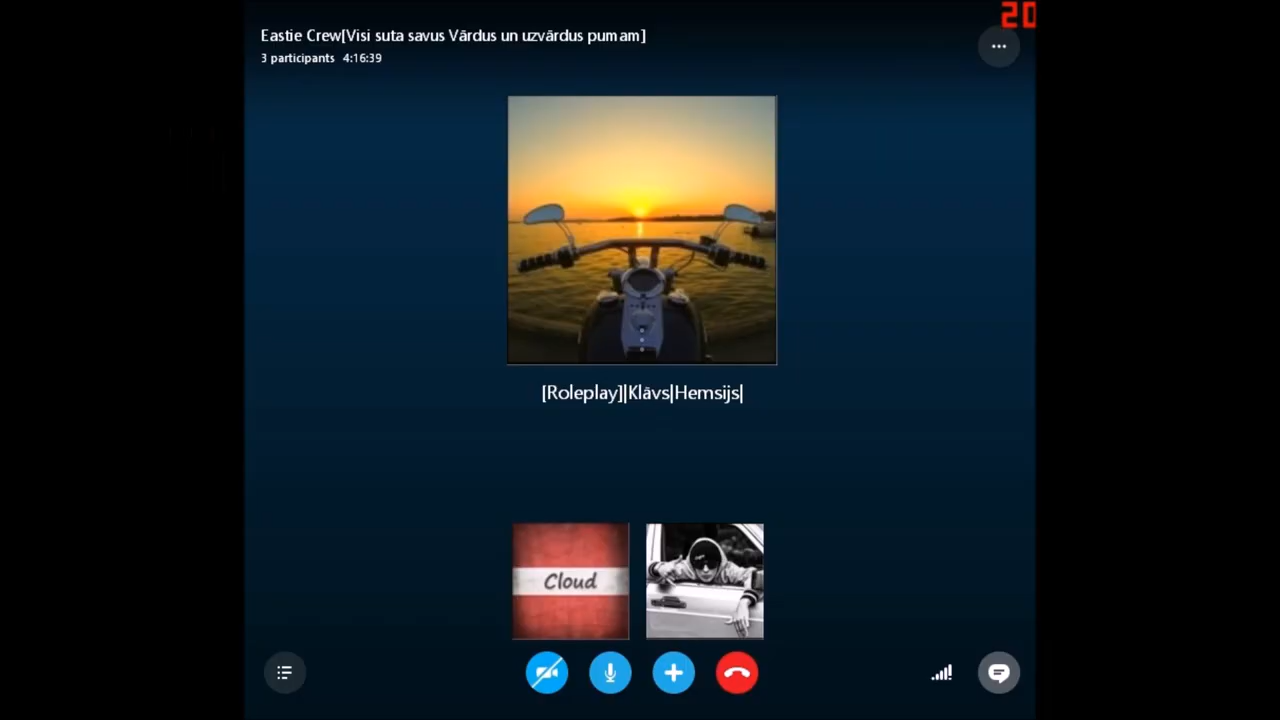 20
Eastie Crew[Visi suta savus Vārdus un uzvārdus pumam]
3 participants 4:16:39
[Roleplay]|Klāvs|Hemsijs|
Cloud